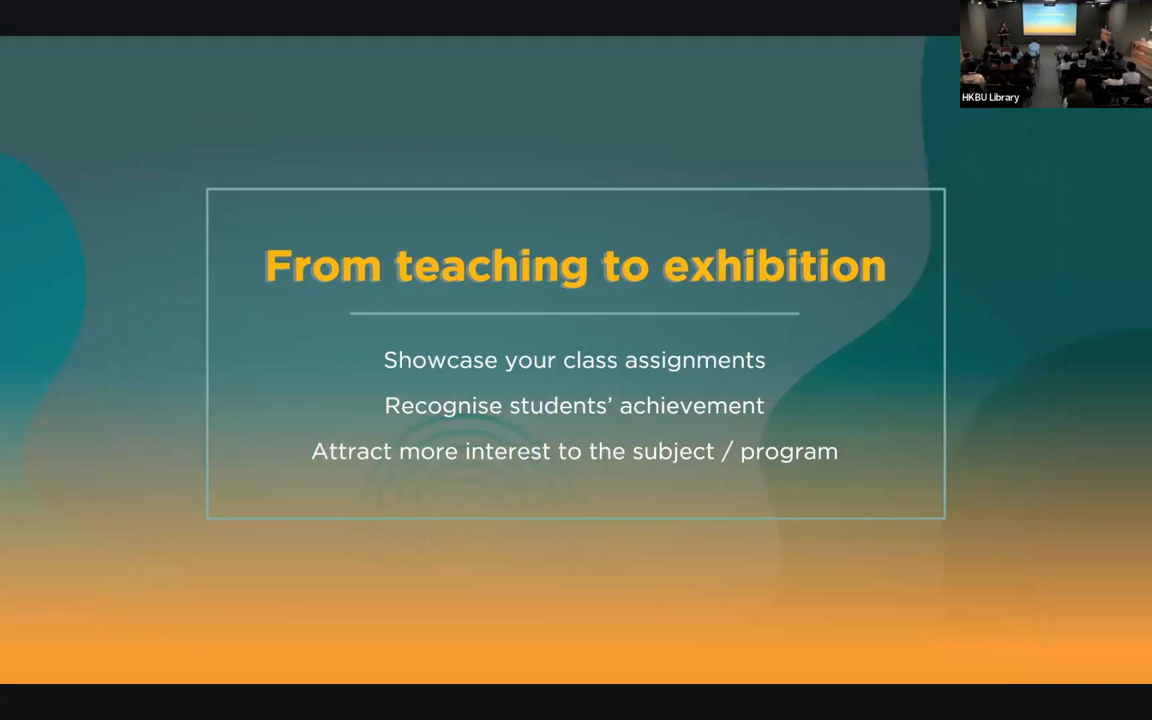 HKBU Library
From teaching to exhibition
Showcase your class assignments
Recognise students’ achievement
Attract more interest to the subject / program